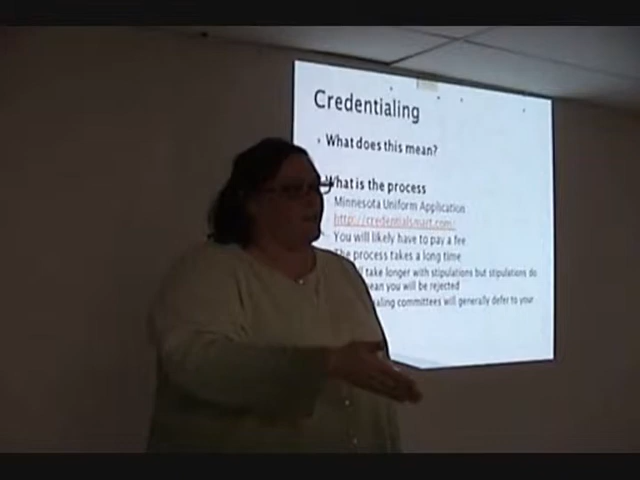 Credentialing
What does this mean?
What is the process
Minnesota Uniform Application
http://credentialsmart.com/
You will likely have to pay a fee
The process takes a long time
take longer with stipulations but stipulations do
you will be rejected
committees will generally defer to your